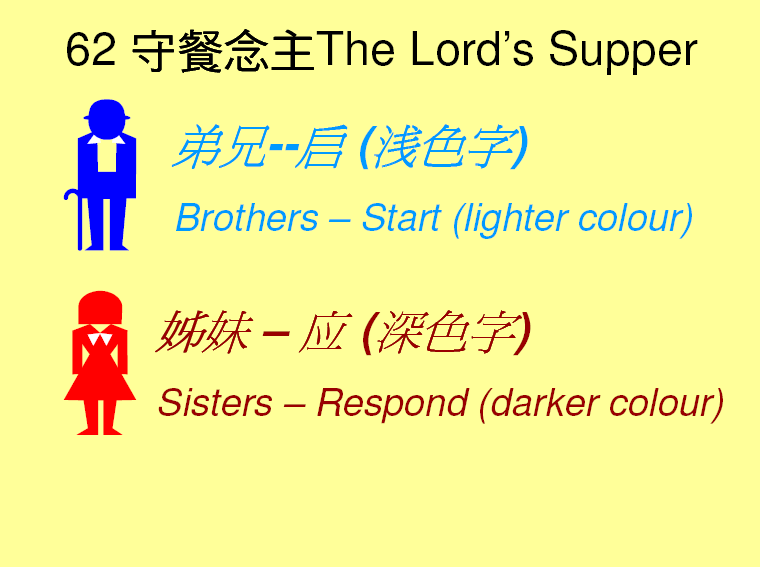 62 守餐念主The Lord's Supper
弟兄--启 (浅色字)
Brothers – Start (lighter colour)
姊妹 – 应 (深色字)
Sisters – Respond (darker colour)